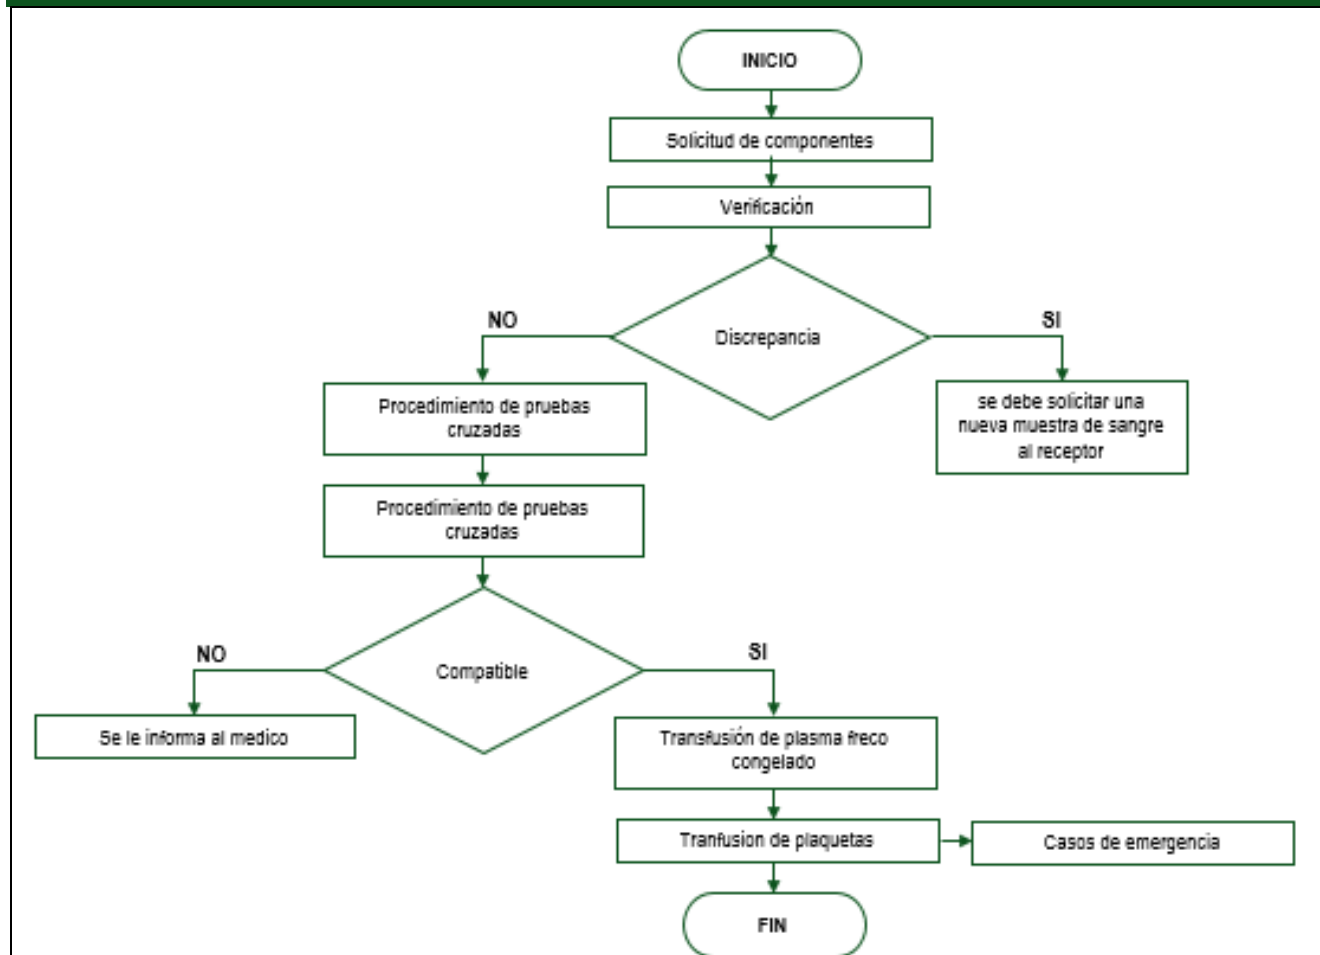 INICIO
Solicitud de componentes
Verificación
Discrepancia
NO
SI
Procedimiento de pruebas
cruzadas
se debe solicitar una
nueva muestra de sangre
al receptor
Procedimiento de pruebas
cruzadas
Compatible
NO
SI
Se le informa al medico
Transfusión de plasma freco
congelado
Tranfusion de plaquetas
Casos de emergencia
FIN